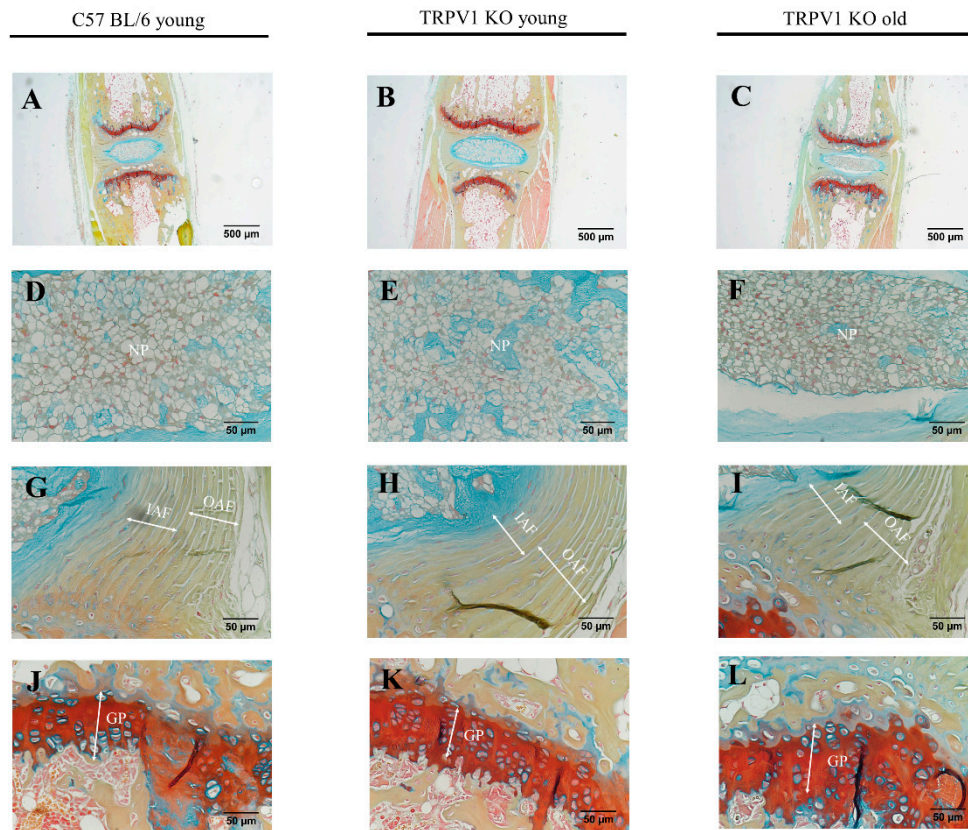 C57 BL/6 young
TRPV1 KO young
TRPV1 KO old
A
500 µm
B
500 µm
C
500 µm
D
NP
50 µm
E
NP
50 µm
F
NP
50 µm
G
IAF
OAF
50 µm
H
IAF
OAF
50 µm
I
IAF
OAF
50 µm
J
GP
50 µm
K
GP
50 µm
L
GP
50 µm